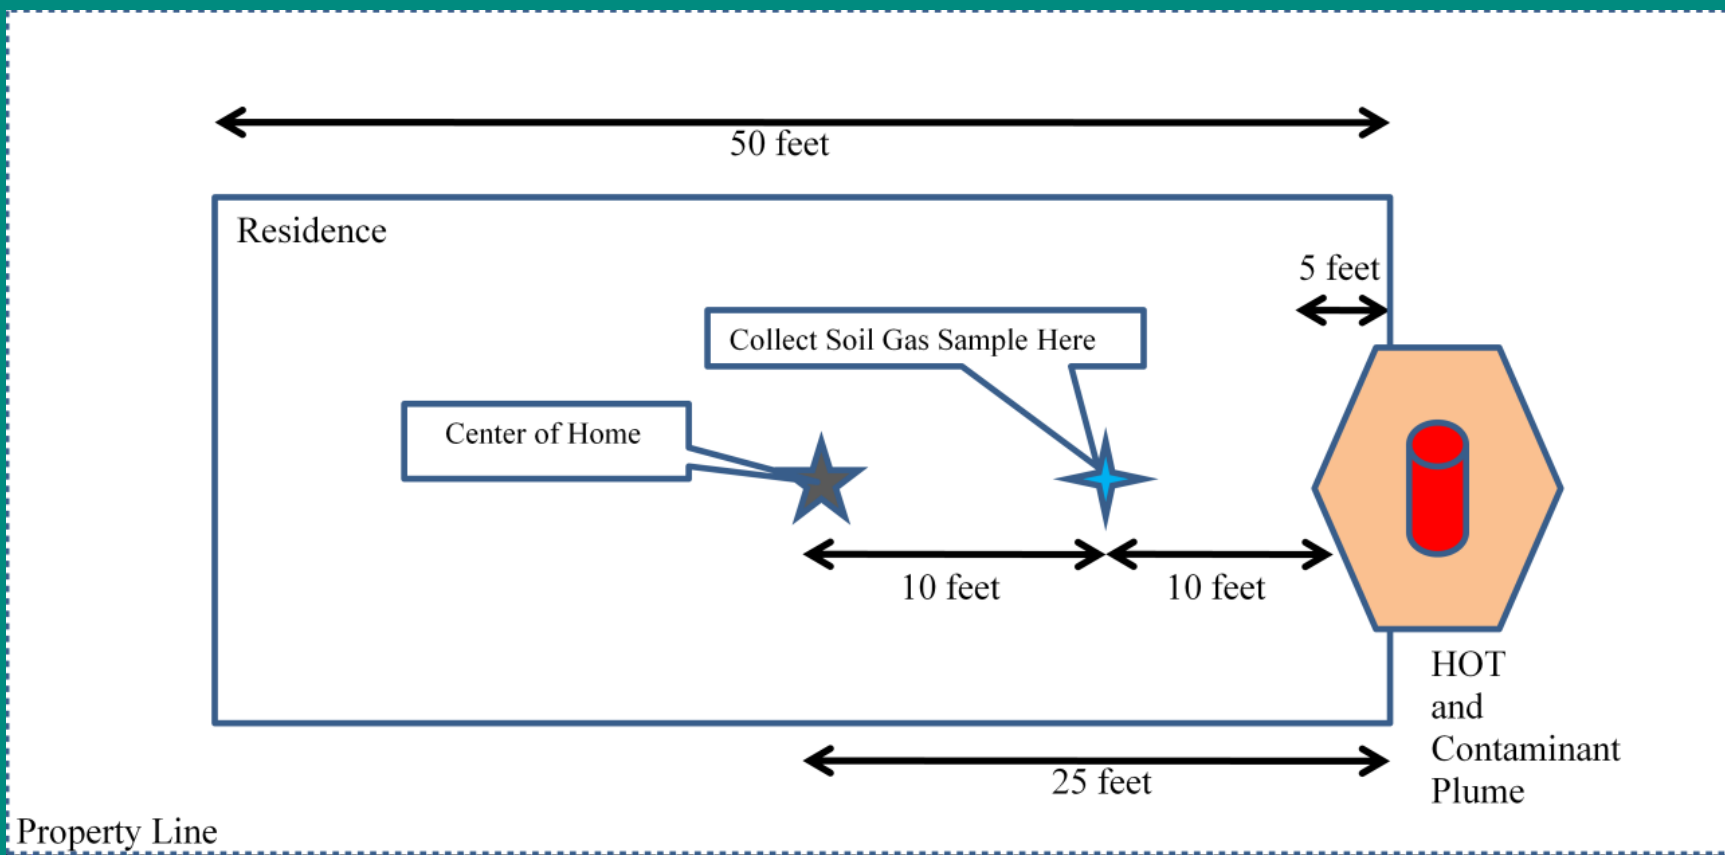 50 feet
Residence
5 feet
Collect Soil Gas Sample Here
Center of Home
10 feet
10 feet
HOT
and
Contaminant
Plume
25 feet
Property Line